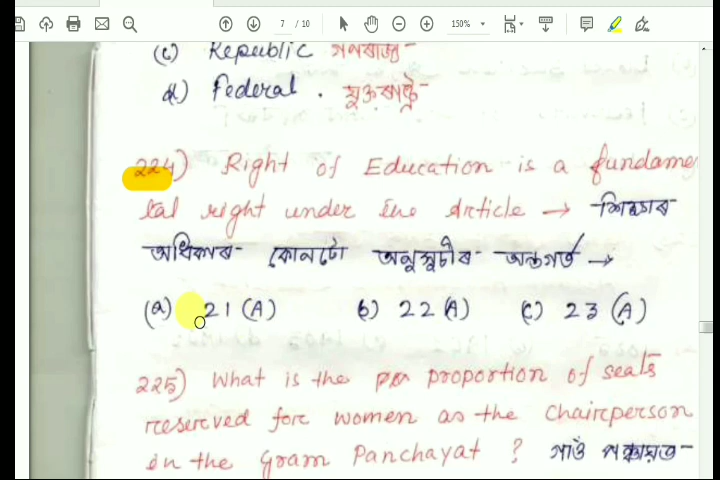 7 / 10 150%
(c) Republic গণৰাজ্য
d) Federal . যুক্তৰাষ্ট্ৰ
224) Right of Education is a fundame
tal right under the Article → শিক্ষাৰ
অধিকাৰ কোনটো অনুসূচীৰ অন্তৰ্গত →
(a) 21 (A) (b) 22 (A) (c) 23 (A)
225) What is the proportion of seats
reserved for women as the chairperson
in the Gram Panchayat ? গাওঁ পঞ্চায়ত